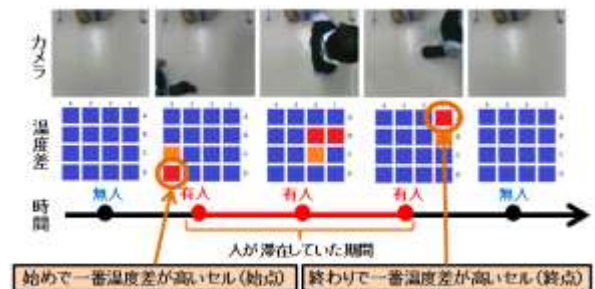 カメラ
温度差
時間
無人
有人
有人
有人
無人
人が滞在していた期間
始めで一番温度差が高いセル(始点)
終わりで一番温度差が高いセル(終点)